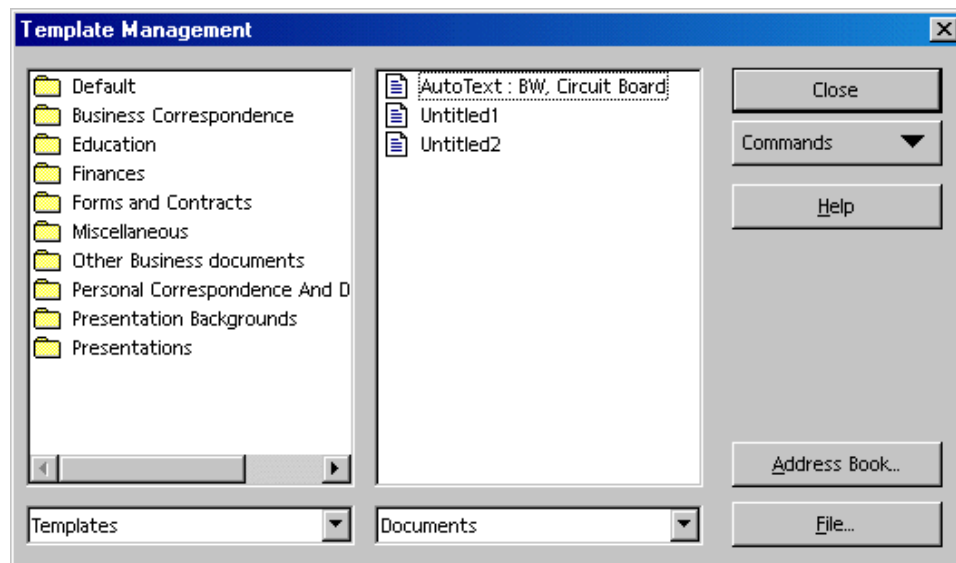 Template Management
Default
Business Correspondence
Education
Finances
Forms and Contracts
Miscellaneous
Other Business documents
Personal Correspondence And D
Presentation Backgrounds
Presentations
Templates
AutoText : BW, Circuit Board
Untitled1
Untitled2
Documents
Close
Commands
Help
Address Book...
File...